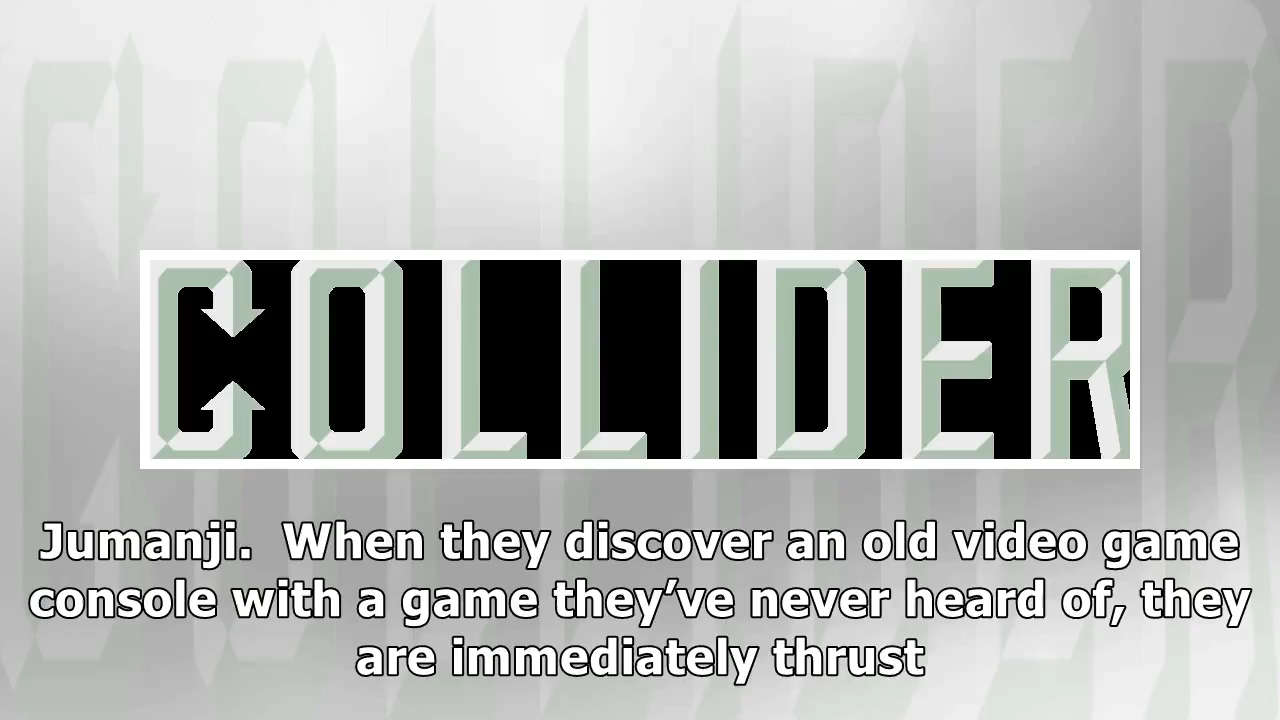 COLLIDER
Jumanji.  When they discover an old video game
console with a game they’ve never heard of, they
are immediately thrust